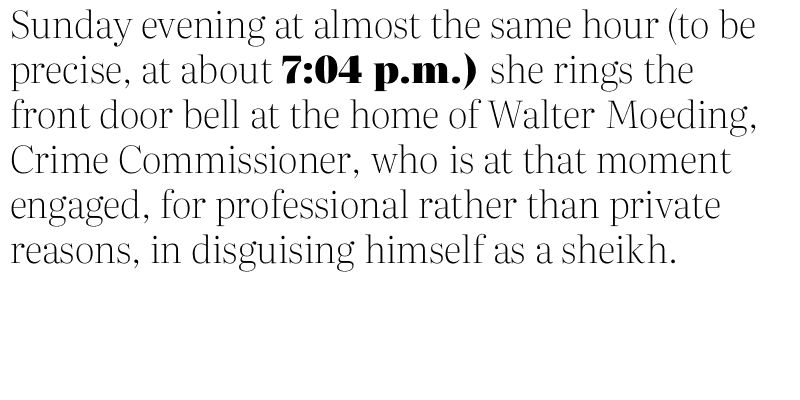 Sunday evening at almost the same hour (to be
precise, at about 7:04 p.m.) she rings the
front door bell at the home of Walter Moeding,
Crime Commissioner, who is at that moment
engaged, for professional rather than private
reasons, in disguising himself as a sheikh.